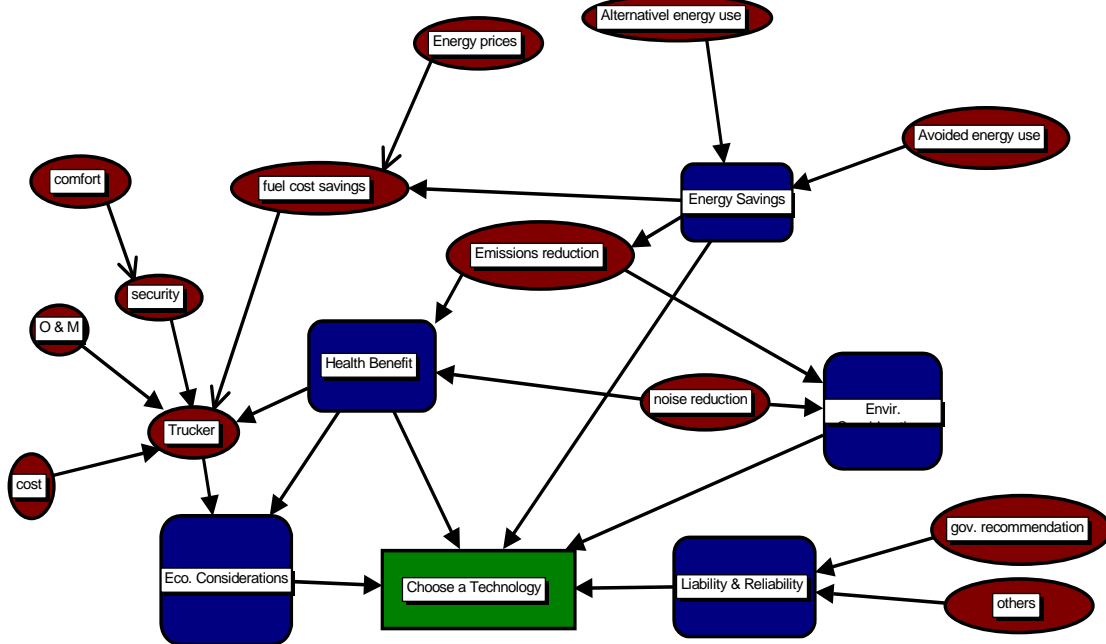 Alternativel energy use
Energy prices
Avoided energy use
comfort
fuel cost savings
Energy Savings
Emissions reduction
security
O & M
Health Benefit
noise reduction
Envir.
Trucker
cost
gov. recommendation
Eco. Considerations
Choose a Technology
Liability & Reliability
others